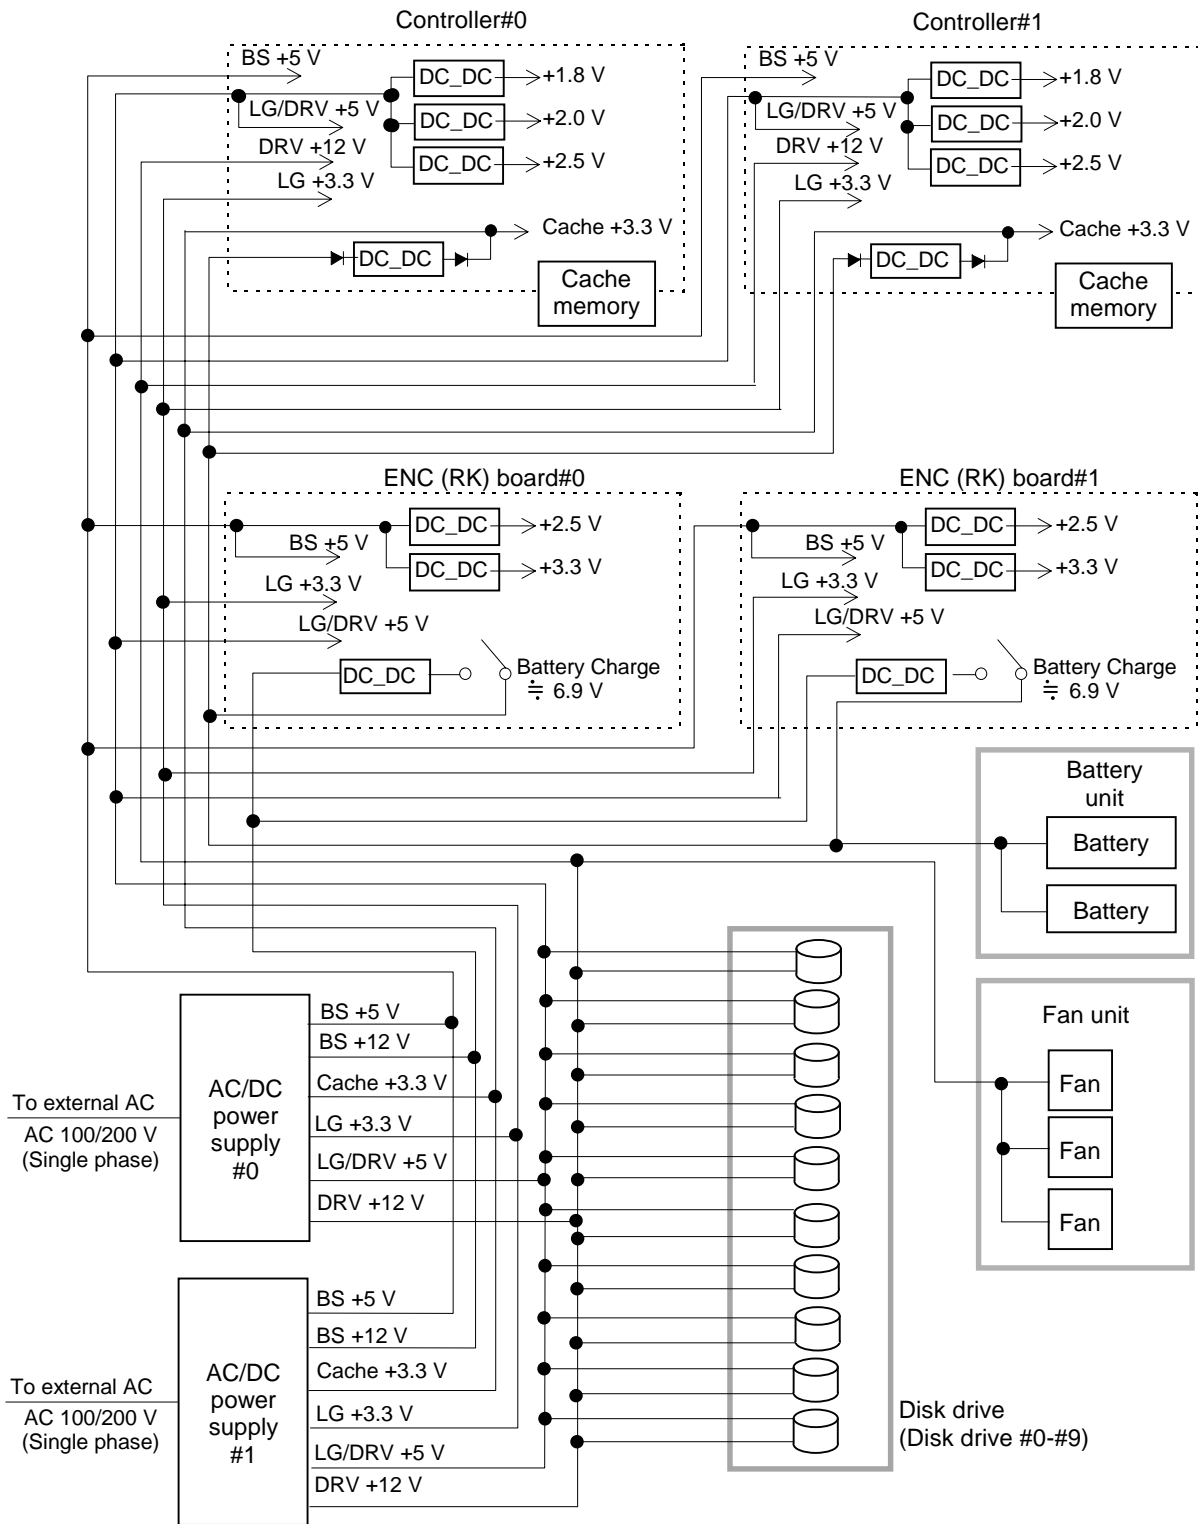 Controller#0
Controller#1
BS +5 V
DC_DC
+1.8 V
LG/DRV +5 V
DC_DC
+2.0 V
DRV +12 V
DC_DC
+2.5 V
LG +3.3 V
Cache +3.3 V
DC_DC
Cache
memory
BS +5 V
DC_DC
+1.8 V
LG/DRV +5 V
DC_DC
+2.0 V
DRV +12 V
DC_DC
+2.5 V
LG +3.3 V
Cache +3.3 V
DC_DC
Cache
memory
ENC (RK) board#0
DC_DC
+2.5 V
BS +5 V
DC_DC
+3.3 V
LG +3.3 V
LG/DRV +5 V
DC_DC
Battery Charge
≒ 6.9 V
ENC (RK) board#1
DC_DC
+2.5 V
BS +5 V
DC_DC
+3.3 V
LG +3.3 V
LG/DRV +5 V
DC_DC
Battery Charge
≒ 6.9 V
Battery
unit
Battery
Battery
Fan unit
Fan
Fan
Fan
To external AC
AC 100/200 V
(Single phase)
AC/DC
power
supply
#0
BS +5 V
BS +12 V
Cache +3.3 V
LG +3.3 V
LG/DRV +5 V
DRV +12 V
To external AC
AC 100/200 V
(Single phase)
AC/DC
power
supply
#1
BS +5 V
BS +12 V
Cache +3.3 V
LG +3.3 V
LG/DRV +5 V
DRV +12 V
Disk drive
(Disk drive #0-#9)